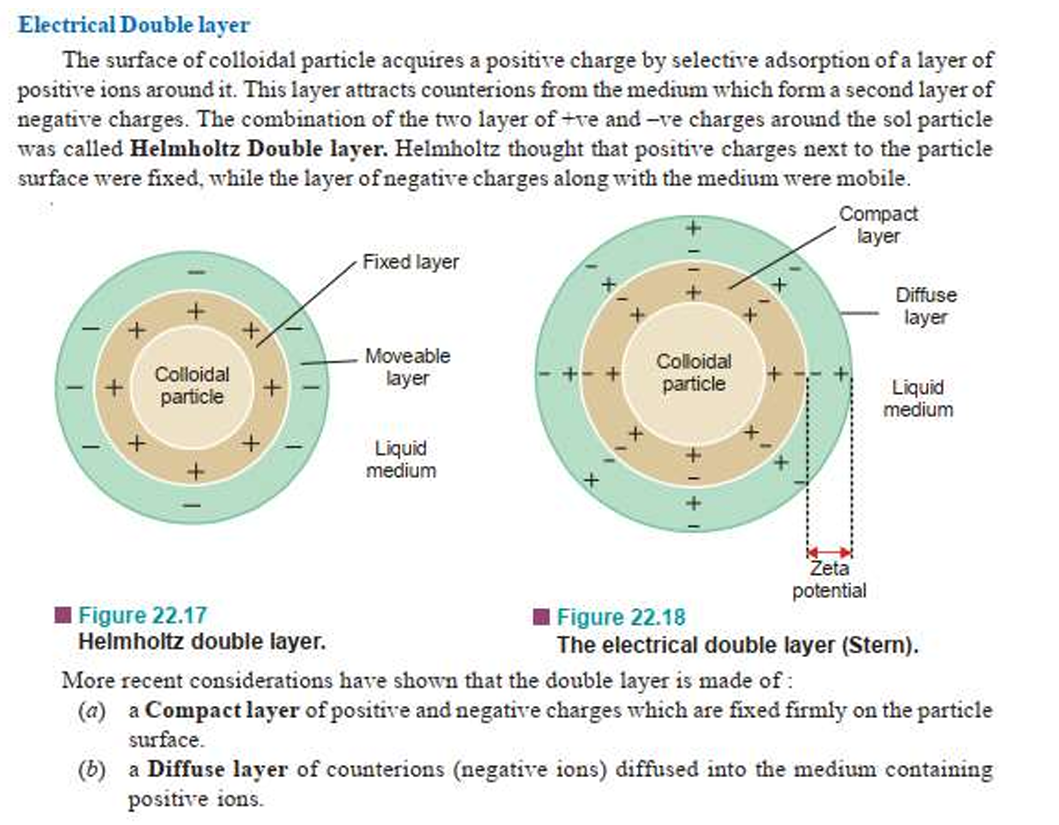 Electrical Double layer
The surface of colloidal particle acquires a positive charge by selective adsorption of a layer of
positive ions around it. This layer attracts counterions from the medium which form a second layer of
negative charges. The combination of the two layer of +ve and –ve charges around the sol particle
was called Helmholtz Double layer. Helmholtz thought that positive charges next to the particle
surface were fixed, while the layer of negative charges along with the medium were mobile.
Fixed layer
Moveable
layer
Colloidal
particle
Liquid
medium
Compact
layer
Diffuse
layer
Colloidal
particle
Liquid
medium
Zeta
potential
Figure 22.17
Helmholtz double layer.
Figure 22.18
The electrical double layer (Stern).
More recent considerations have shown that the double layer is made of :
(a) a Compact layer of positive and negative charges which are fixed firmly on the particle
surface.
(b) a Diffuse layer of counterions (negative ions) diffused into the medium containing
positive ions.